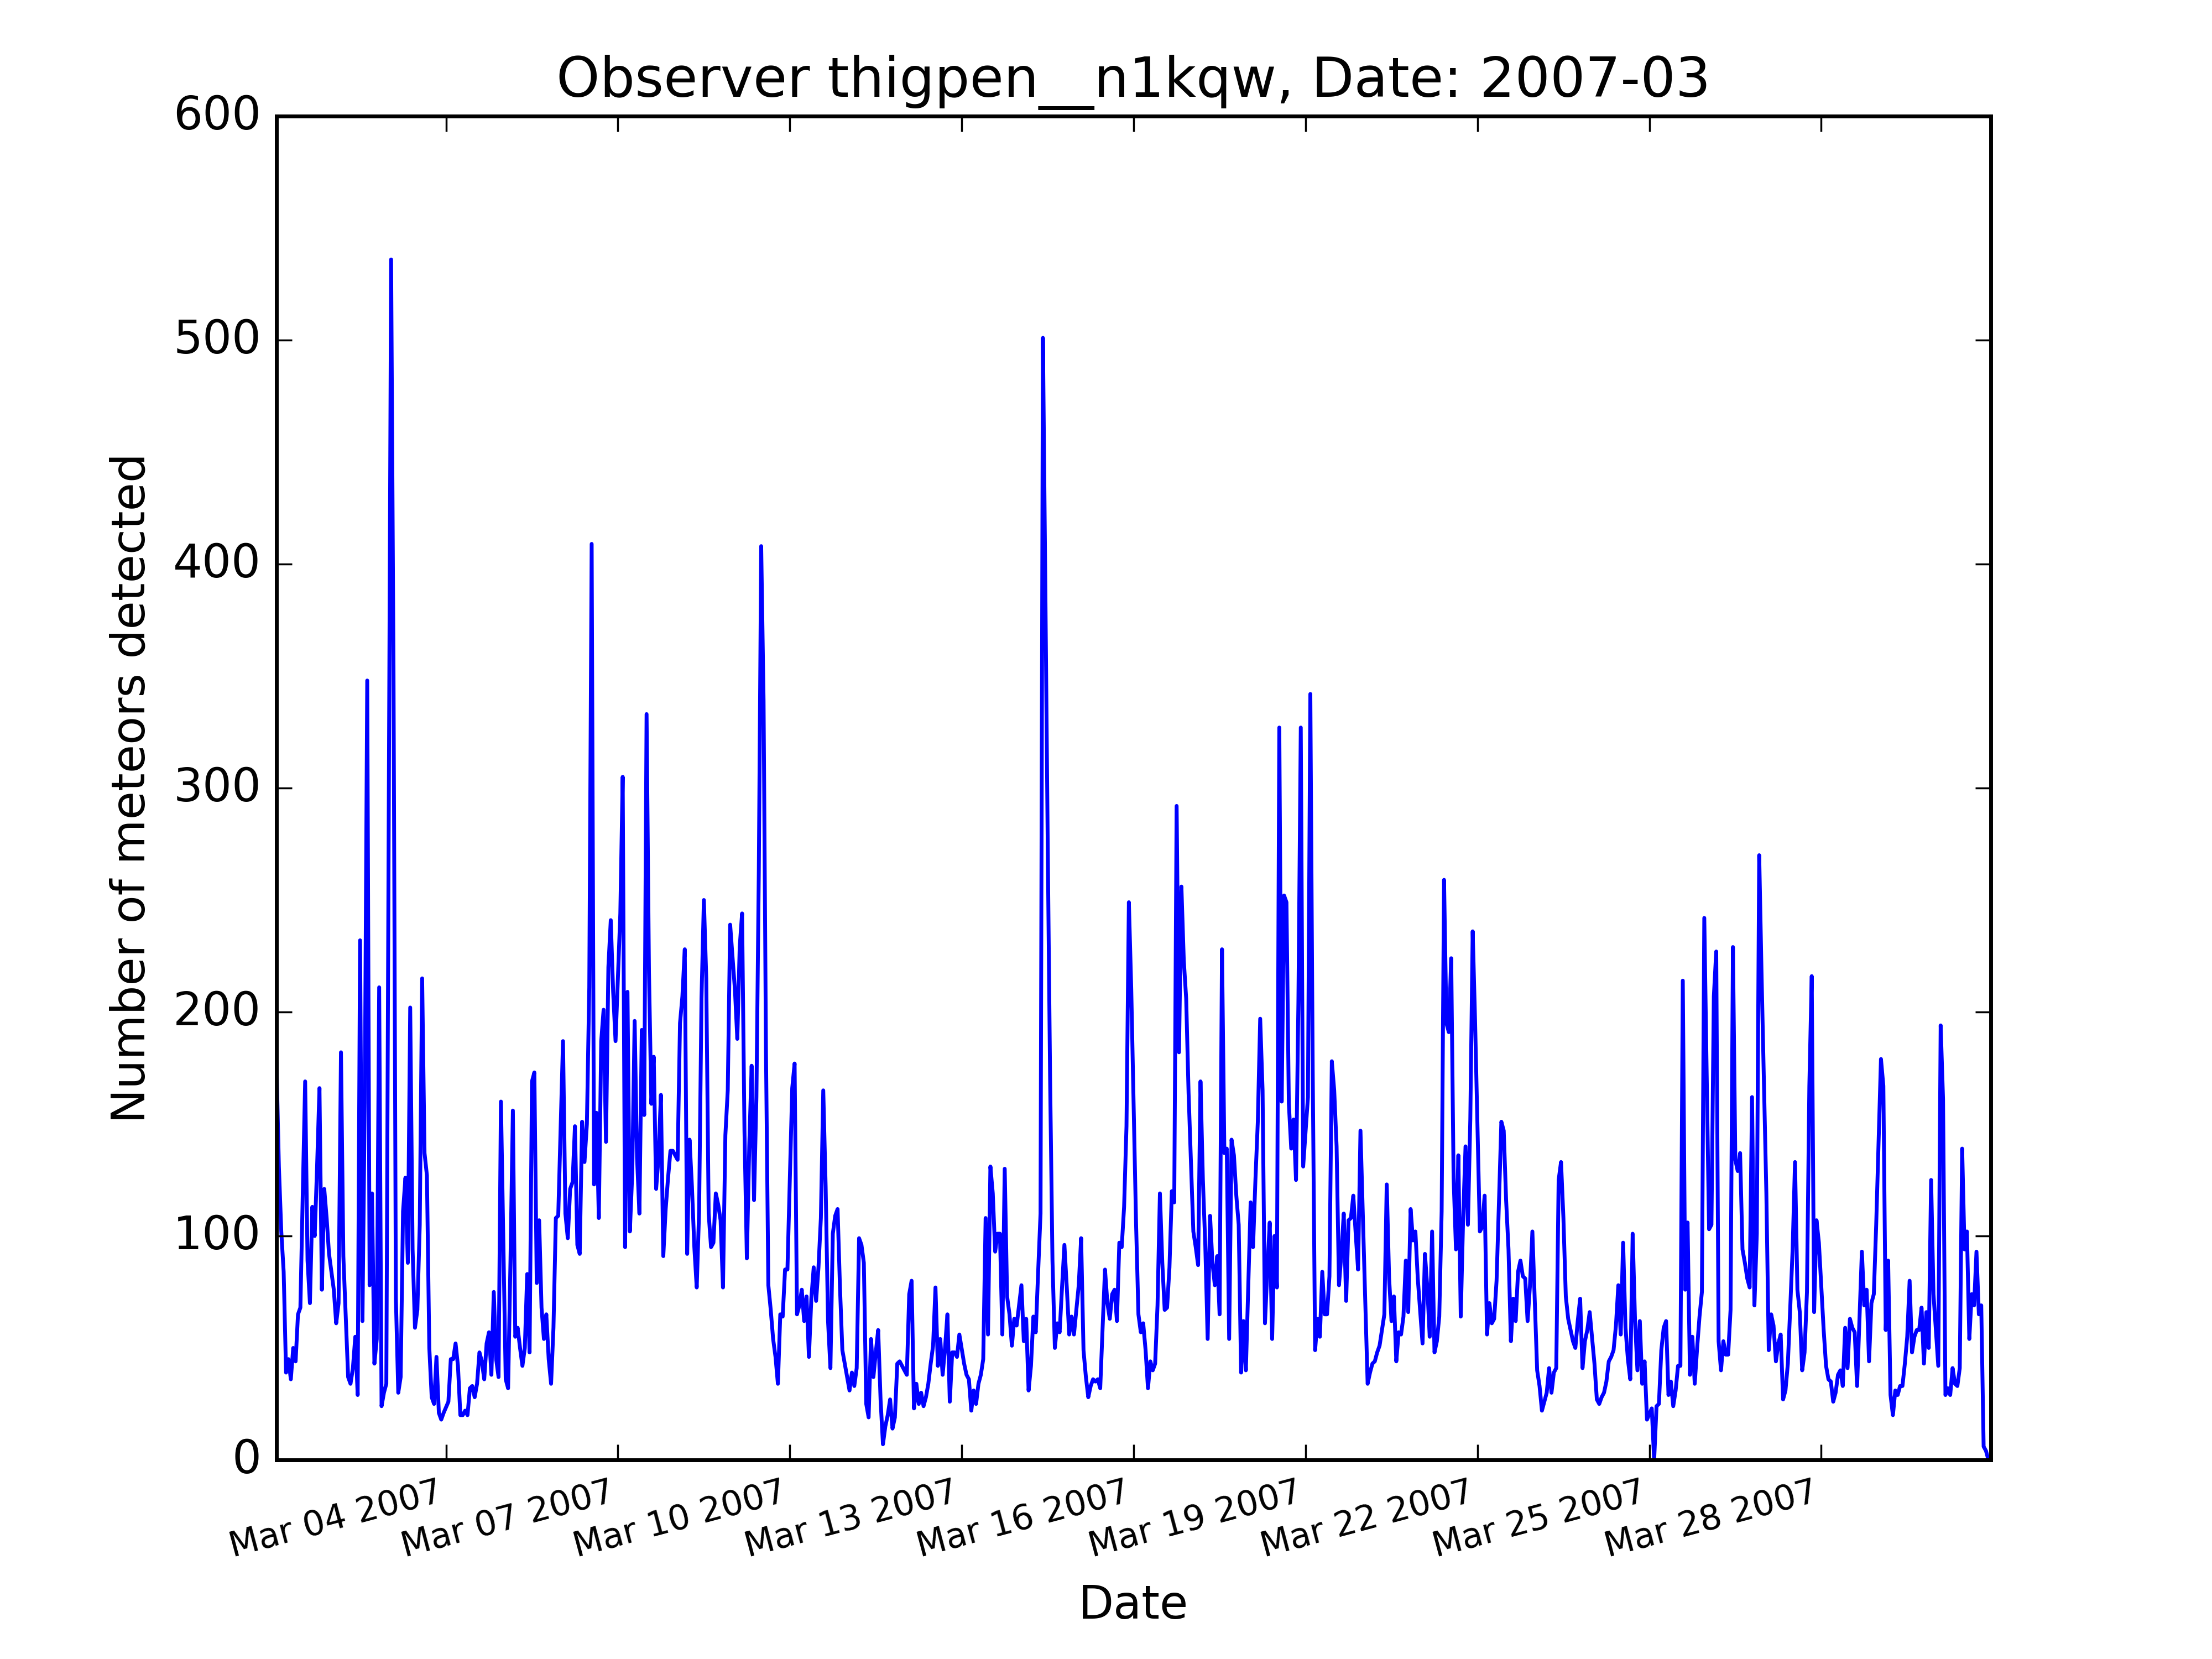 Observer thigpen__n1kqw, Date: 2007-03
600
500
400
300
200
100
0
Number of meteors detected
Mar 04 2007
Mar 07 2007
Mar 10 2007
Mar 13 2007
Mar 16 2007
Mar 19 2007
Mar 22 2007
Mar 25 2007
Mar 28 2007
Date